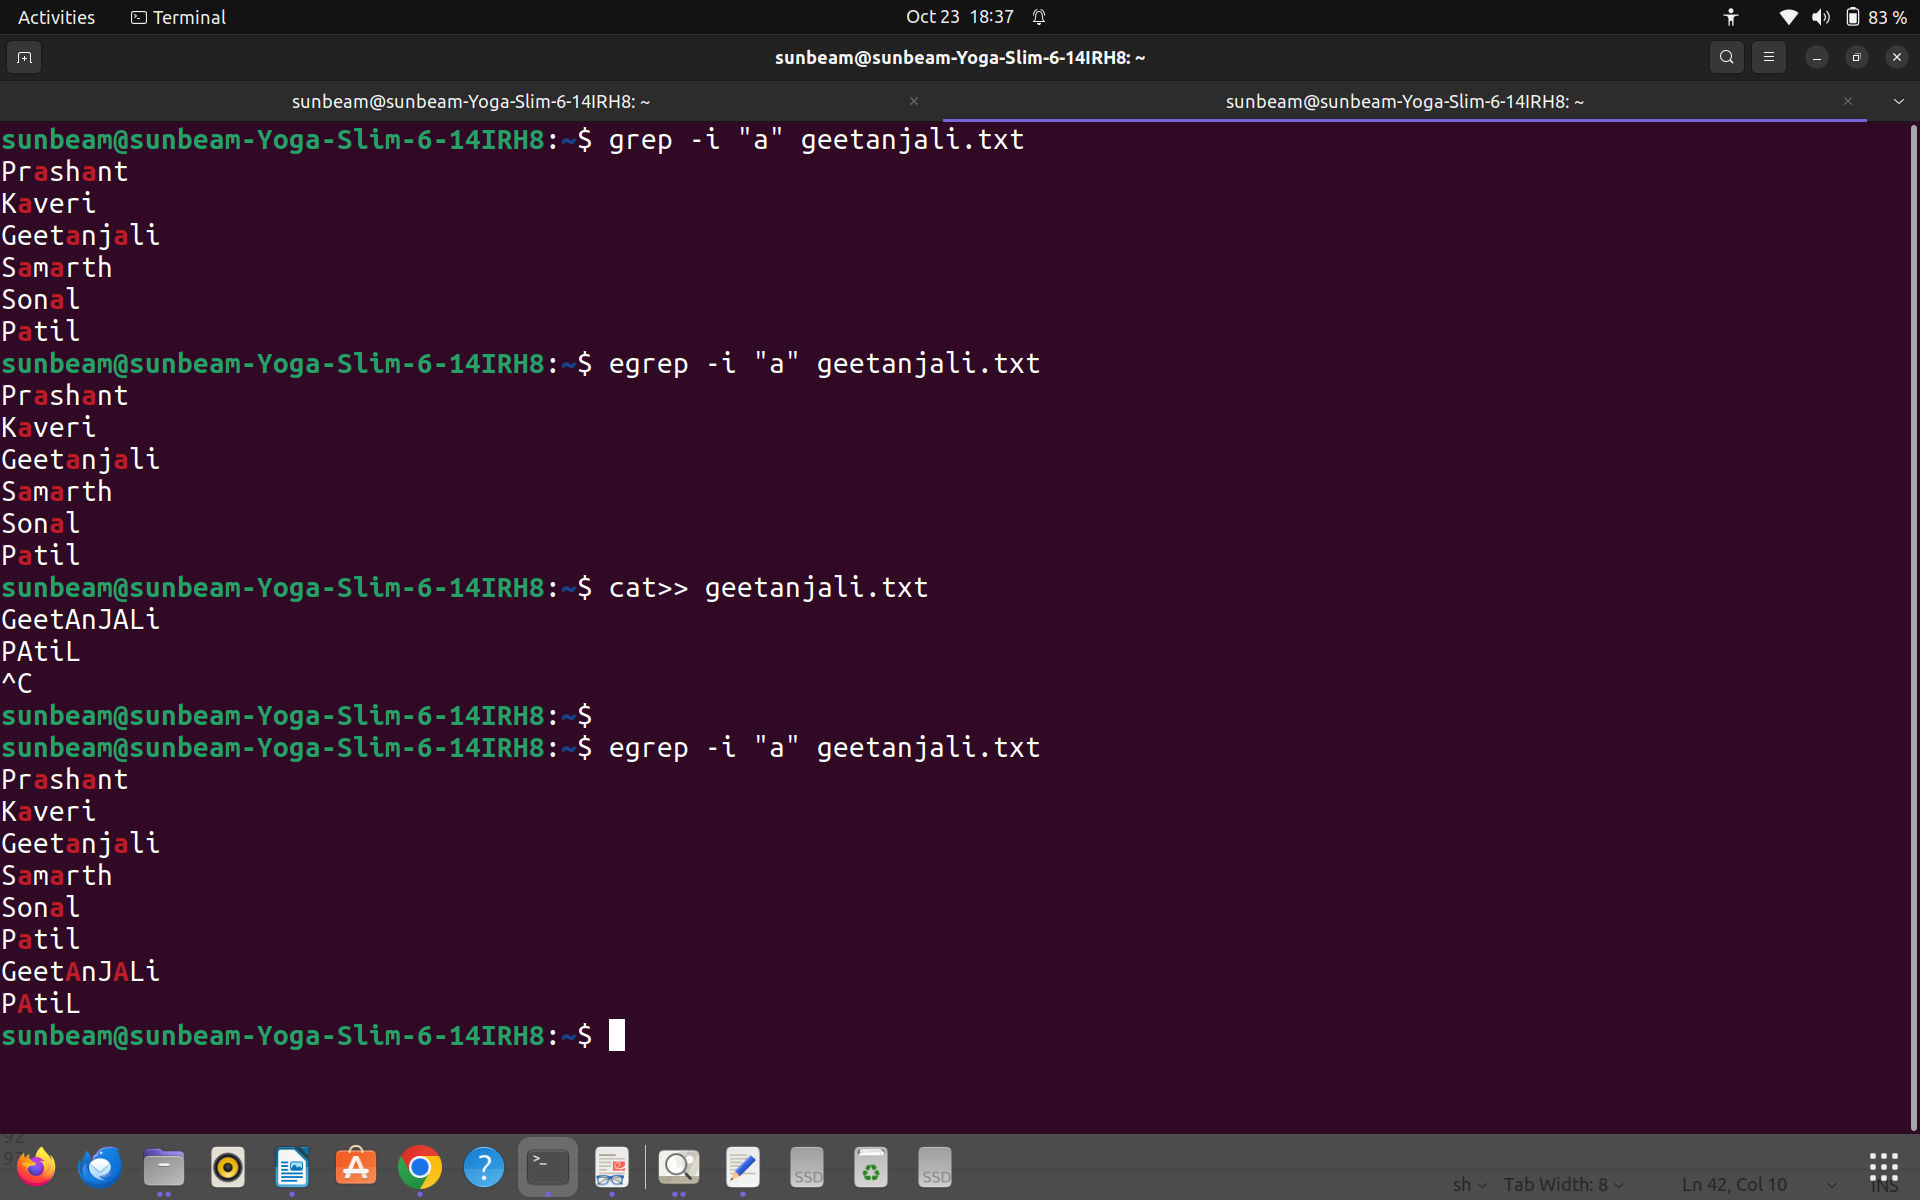 Activities Terminal Oct 23 18:37 83 %
sunbeam@sunbeam-Yoga-Slim-6-14IRH8: ~
sunbeam@sunbeam-Yoga-Slim-6-14IRH8: ~ sunbeam@sunbeam-Yoga-Slim-6-14IRH8: ~
sunbeam@sunbeam-Yoga-Slim-6-14IRH8:~$ grep -i "a" geetanjali.txt
Prashant
Kaveri
Geetanjali
Samarth
Sonal
Patil
sunbeam@sunbeam-Yoga-Slim-6-14IRH8:~$ egrep -i "a" geetanjali.txt
Prashant
Kaveri
Geetanjali
Samarth
Sonal
Patil
sunbeam@sunbeam-Yoga-Slim-6-14IRH8:~$ cat>> geetanjali.txt
GeetAnJALi
PAtiL
^C
sunbeam@sunbeam-Yoga-Slim-6-14IRH8:~$
sunbeam@sunbeam-Yoga-Slim-6-14IRH8:~$ egrep -i "a" geetanjali.txt
Prashant
Kaveri
Geetanjali
Samarth
Sonal
Patil
GeetAnJALi
PAtiL
sunbeam@sunbeam-Yoga-Slim-6-14IRH8:~$
92
SSD SSD
sh Tab Width: 8 Ln 42, Col 10 INS